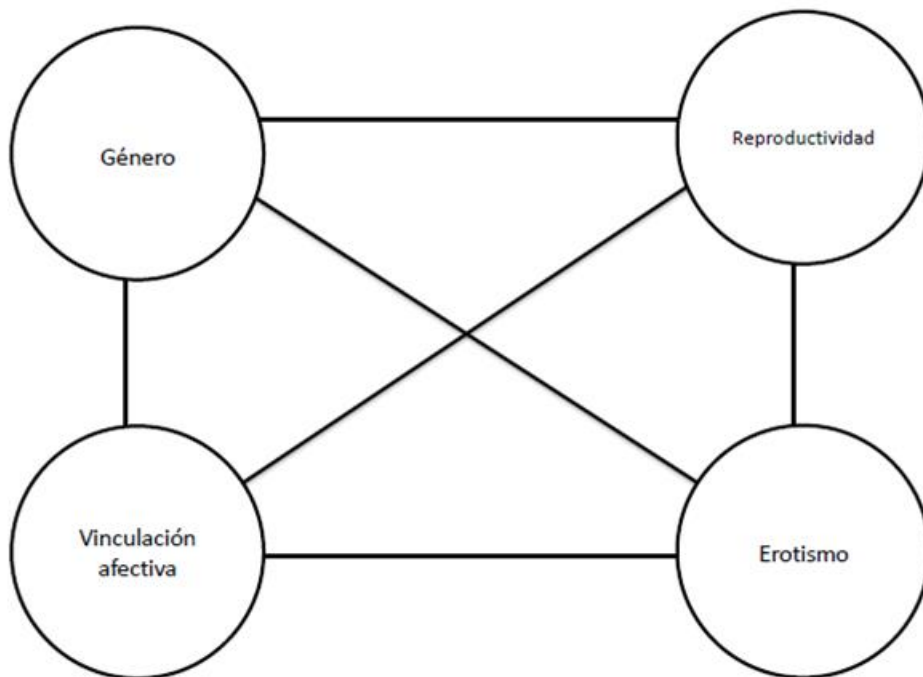 Género
Reproductividad
Vinculación
afectiva
Erotismo